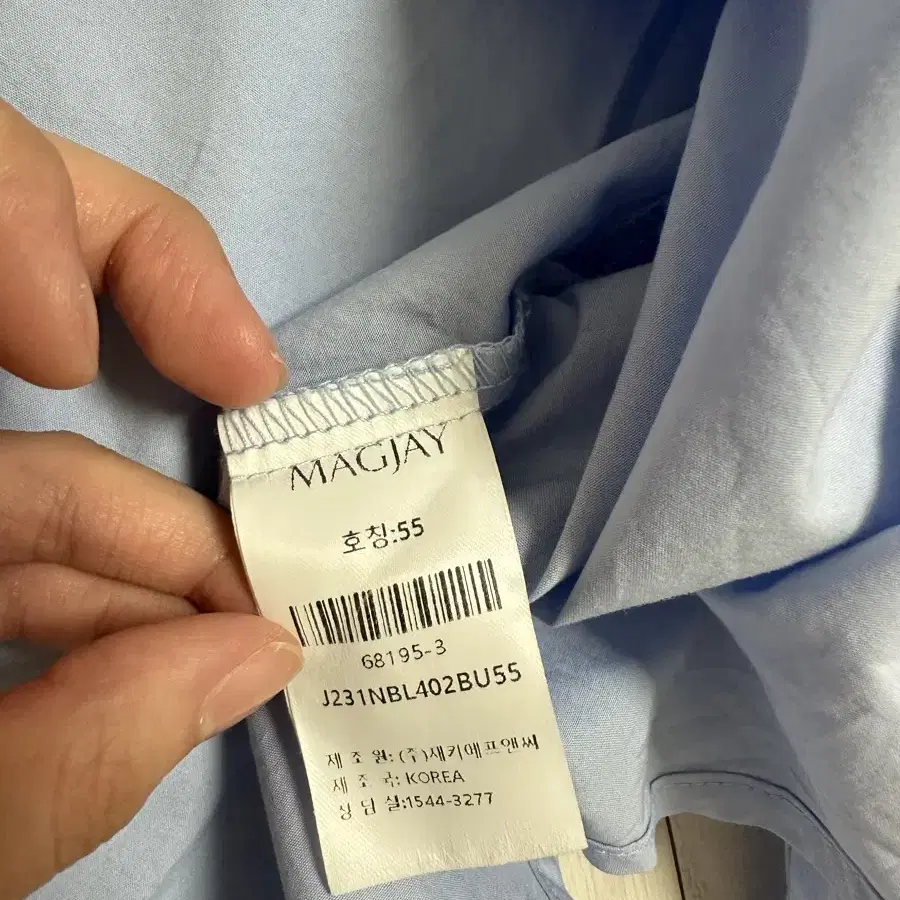 MAGJAY
호칭:55
68195-3
J231NBL402BU55
제 조 원: (주)재키에프앤씨
제 조 국: KOREA
상 담 실:1544-3277